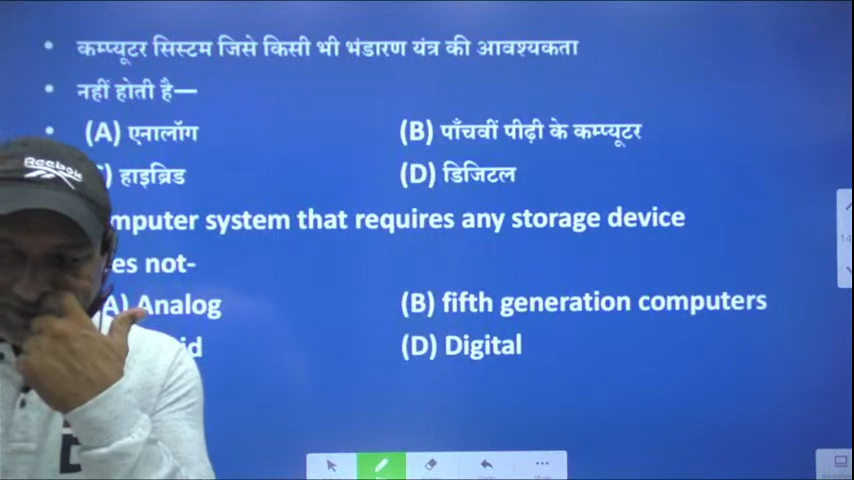 कम्प्यूटर सिस्टम जिसे किसी भी भंडारण यंत्र की आवश्यकता
नहीं होती है—
(A) एनालॉग (B) पाँचवीं पीढ़ी के कम्प्यूटर
) हाइब्रिड (D) डिजिटल
mputer system that requires any storage device
es not-
A) Analog (B) fifth generation computers
id (D) Digital
Reebok
14